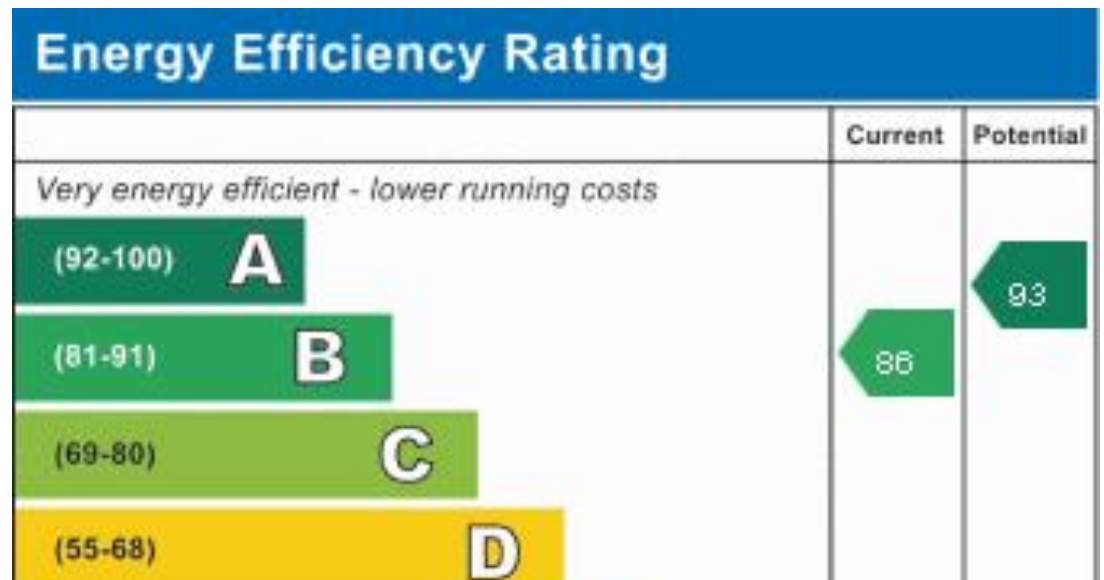 Energy Efficiency Rating
Current Potential
Very energy efficient - lower running costs
(92-100) A
93
(81-91) B
86
(69-80) C
(55-68) D